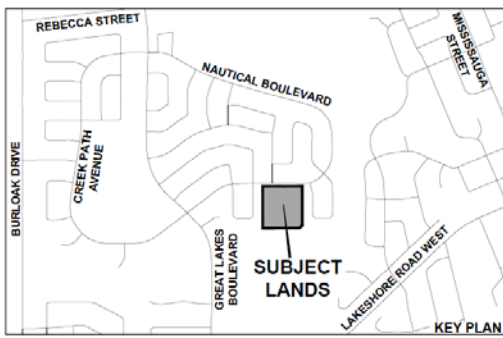 REBECCA STREET
MISSISSAUGA
STREET
NAUTICAL BOULEVARD
BURLOAK DRIVE
CREEK PATH
AVENUE
GREAT LAKES
BOULEVARD
SUBJECT
LANDS
LAKESHORE ROAD WEST
KEY PLAN